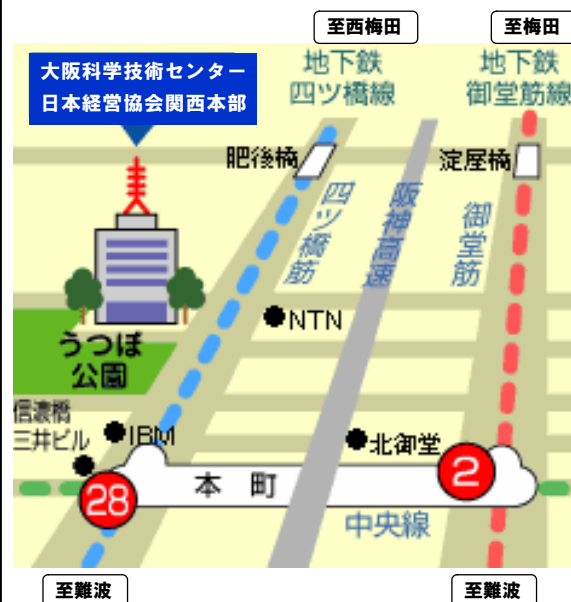 至西梅田
至梅田
大阪科学技術センター
日本経営協会関西本部
地下鉄
四ツ橋線
地下鉄
御堂筋線
肥後橋
淀屋橋
四ツ橋筋
阪神高速
御堂筋
NTN
うつぼ
公園
信濃橋
三井ビル
IBM
北御堂
28
本町
2
中央線
至難波
至難波